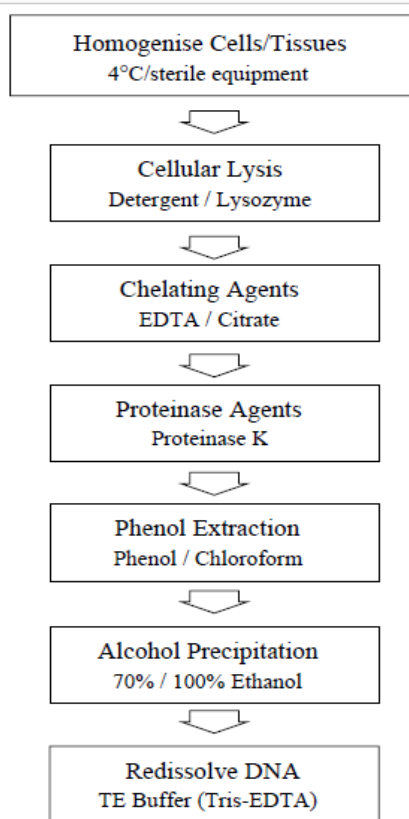 Homogenise Cells/Tissues
4°C/sterile equipment
Cellular Lysis
Detergent / Lysozyme
Chelating Agents
EDTA / Citrate
Proteinase Agents
Proteinase K
Phenol Extraction
Phenol / Chloroform
Alcohol Precipitation
70% / 100% Ethanol
Redissolve DNA
TE Buffer (Tris-EDTA)